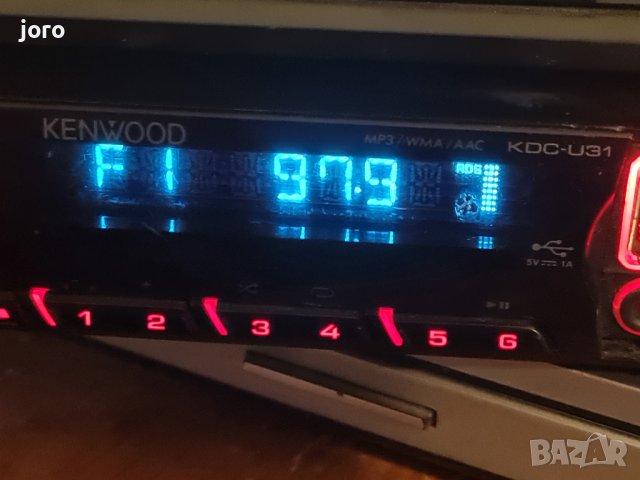 joro
KENWOOD
MP3/WMA/AAC KDC-U31
F1 97.9 1
5V 1A
1 2 3 4 5 6
BAZAR